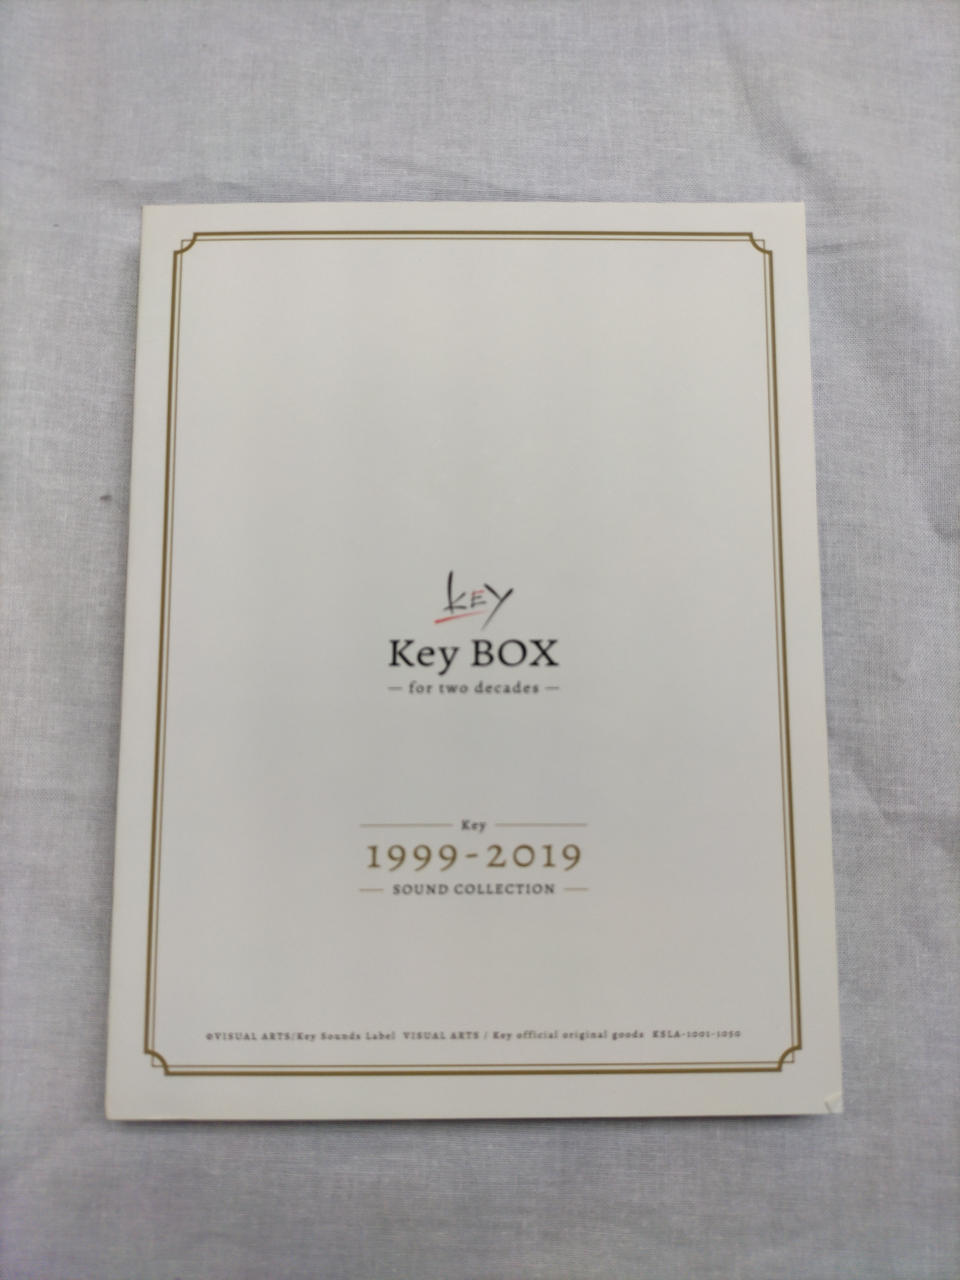 key
Key BOX
— for two decades —
Key
1999-2019
SOUND COLLECTION
©VISUAL ARTS/Key Sounds Label VISUAL ARTS / Key official original goods KSLA-1001-1050